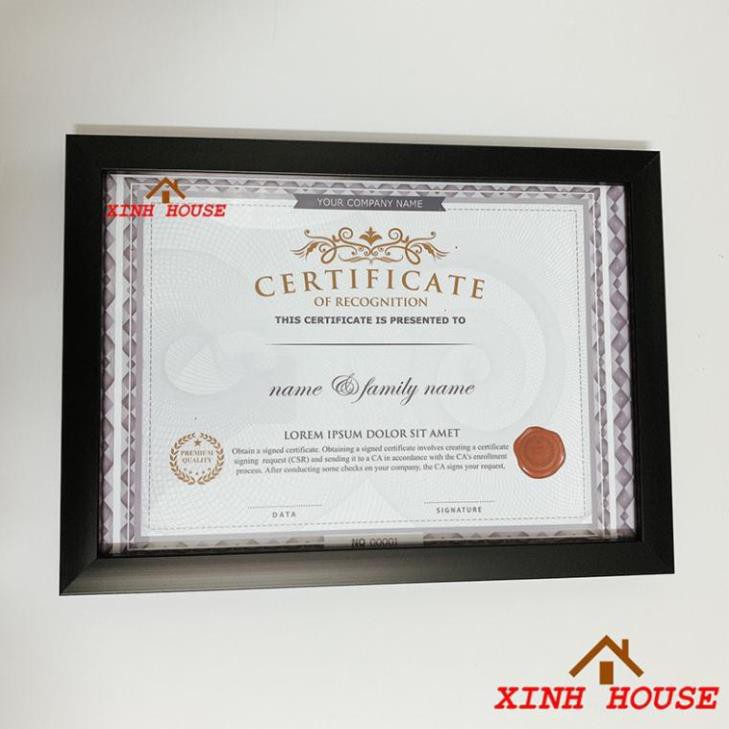 XINH HOUSE
YOUR COMPANY NAME
CERTIFICATE
OF RECOGNITION
THIS CERTIFICATE IS PRESENTED TO
name & family name
LOREM IPSUM DOLOR SIT AMET
PREMIUM
QUALITY
Obtain a signed certificate. Obtaining a signed certificate involves creating a certificate
signing request (CSR) and sending it to a CA in accordance with the CA's enrollment
process. After conducting some checks on your company, the CA signs your request.
DATA
SIGNATURE
NO 00001
XINH HOUSE